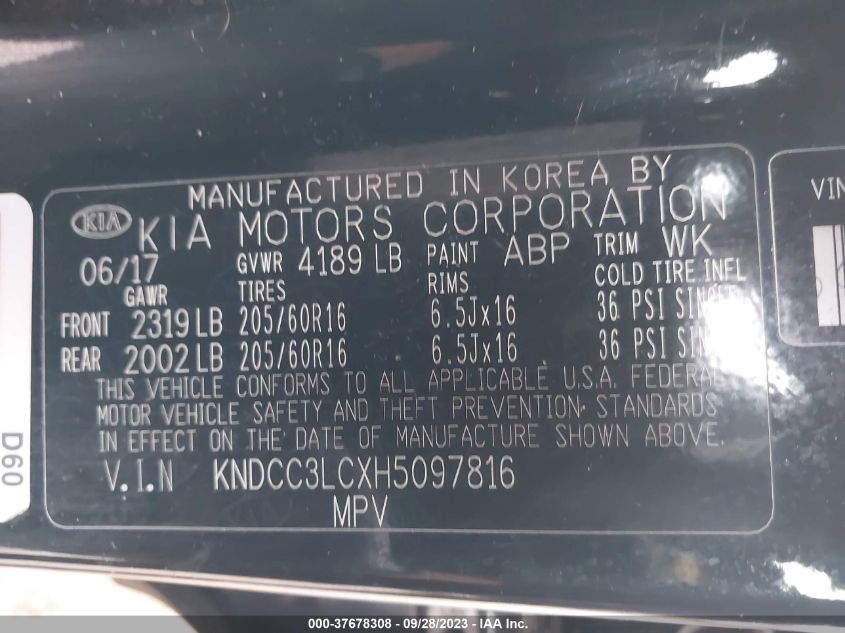 MANUFACTURED IN KOREA BY
KIA KIA MOTORS CORPORATION
06/17 GVWR 4189 LB PAINT ABP TRIM WK
GAWR TIRES RIMS COLD TIRE INFL
FRONT 2319 LB 205/60R16 6.5Jx16 36 PSI SINGLE
REAR 2002 LB 205/60R16 6.5Jx16 36 PSI
THIS VEHICLE CONFORMS TO ALL APPLICABLE U.S.A. FEDERAL
MOTOR VEHICLE SAFETY AND THEFT PREVENTION STANDARDS
IN EFFECT ON THE DATE OF MANUFACTURE SHOWN ABOVE.
V.I.N KNDCC3LCXH5097816
MPV
D60
VIN
000-37678308 - 09/28/2023 - IAA Inc.